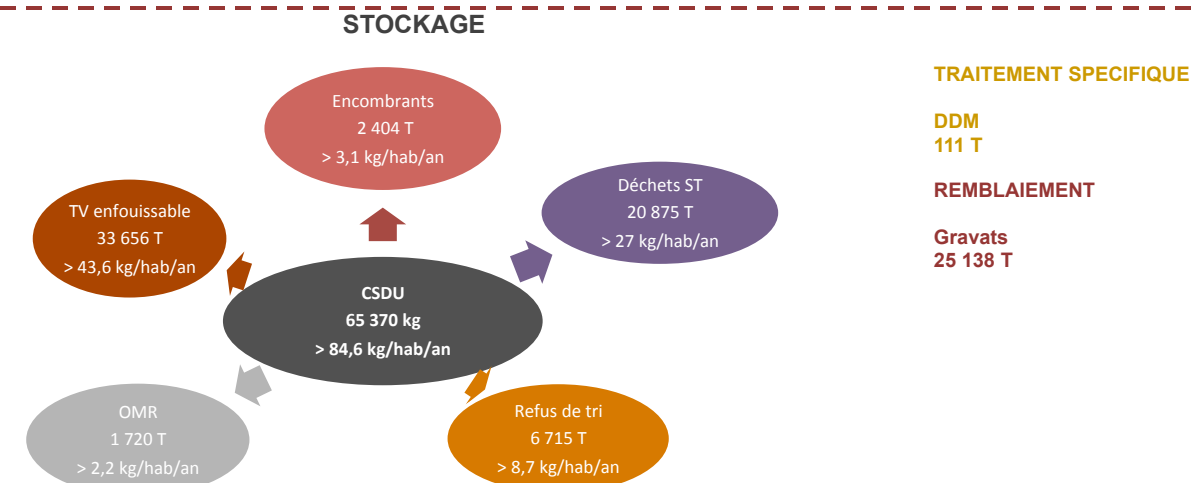 STOCKAGE
Encombrants
2 404 T
> 3,1 kg/hab/an
Déchets ST
20 875 T
> 27 kg/hab/an
TV enfouissable
33 656 T
> 43,6 kg/hab/an
CSDU
65 370 kg
> 84,6 kg/hab/an
OMR
1 720 T
> 2,2 kg/hab/an
Refus de tri
6 715 T
> 8,7 kg/hab/an
TRAITEMENT SPECIFIQUE
DDM
111 T
REMBLAIEMENT
Gravats
25 138 T